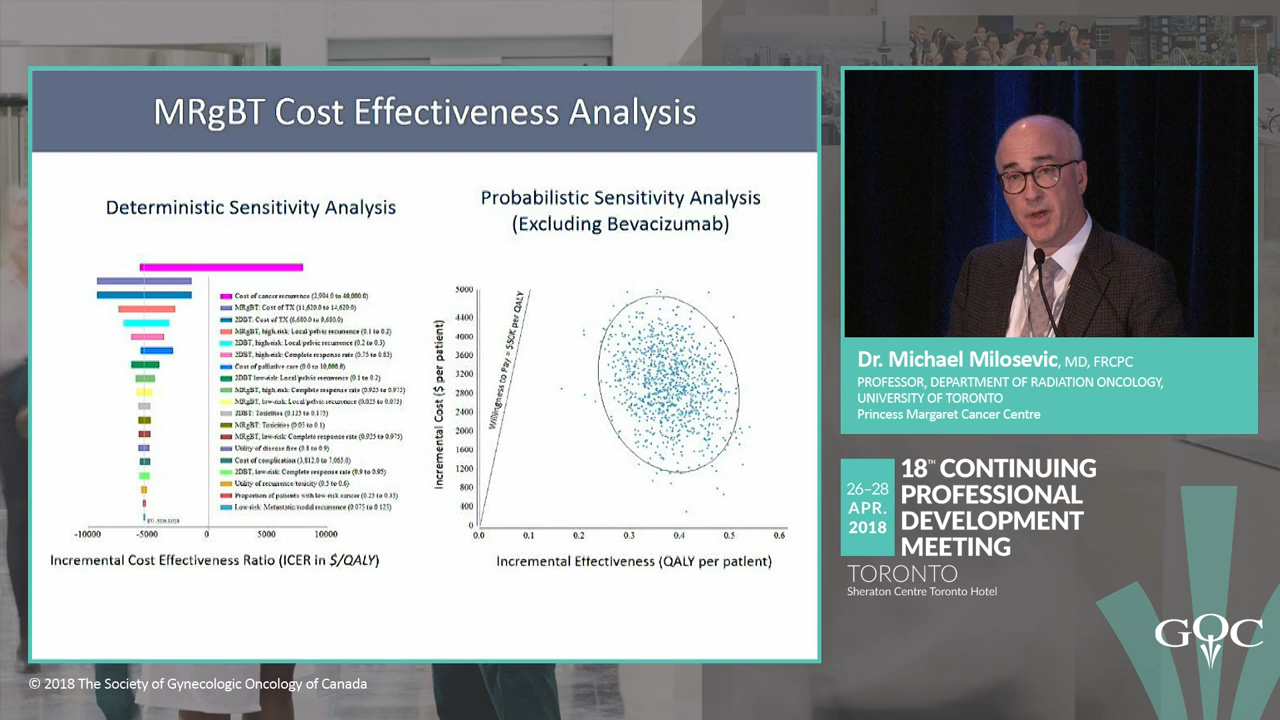 MRgBT Cost Effectiveness Analysis
Deterministic Sensitivity Analysis
Cost of cancer recurrence (2,994.0 to 40,000.0)
MRgBT: Cost of TX (11,620.0 to 14,620.0)
2DBT: Cost of TX (6,680.0 to 9,680.0)
MRgBT, high-risk: Local/pelvic recurrence (0.1 to 0.2)
2DBT, high-risk: Local/pelvic recurrence (0.2 to 0.3)
2DBT, high-risk: Complete response rate (0.75 to 0.85)
Cost of palliative care (0.0 to 10,000.0)
2DBT low-risk: Local/pelvic recurrence (0.1 to 0.2)
MRgBT, high-risk: Complete response rate (0.925 to 0.975)
MRgBT, low-risk: Local/pelvic recurrence (0.025 to 0.075)
2DBT: Toxicities (0.125 to 0.175)
MRgBT: Toxicities (0.05 to 0.1)
MRgBT, low-risk: Complete response rate (0.925 to 0.975)
Utility of disease free (0.8 to 0.9)
Cost of complication (3,812.0 to 7,065.0)
2DBT, low-risk: Complete response rate (0.9 to 0.95)
Utility of recurrence/toxicity (0.5 to 0.6)
Proportion of patients with low-risk cancer (0.25 to 0.35)
Low-risk: Metastatic/nodal recurrence (0.075 to 0.125)
-10000 -5000 0 5000 10000
Incremental Cost Effectiveness Ratio (ICER in $/QALY)
Probabilistic Sensitivity Analysis
(Excluding Bevacizumab)
Incremental Cost ($ per patient)
5000
4400
4000
3600
3200
2800
2400
2000
1600
1200
800
400
0
Willingness to Pay = $50K per QALY
0.0 0.1 0.2 0.3 0.4 0.5 0.6
Incremental Effectiveness (QALY per patient)
Dr. Michael Milosevic, MD, FRCPC
PROFESSOR, DEPARTMENT OF RADIATION ONCOLOGY,
UNIVERSITY OF TORONTO
Princess Margaret Cancer Centre
26–28
APR.
2018
18TH CONTINUING
PROFESSIONAL
DEVELOPMENT
MEETING
TORONTO
Sheraton Centre Toronto Hotel
GOC
© 2018 The Society of Gynecologic Oncology of Canada